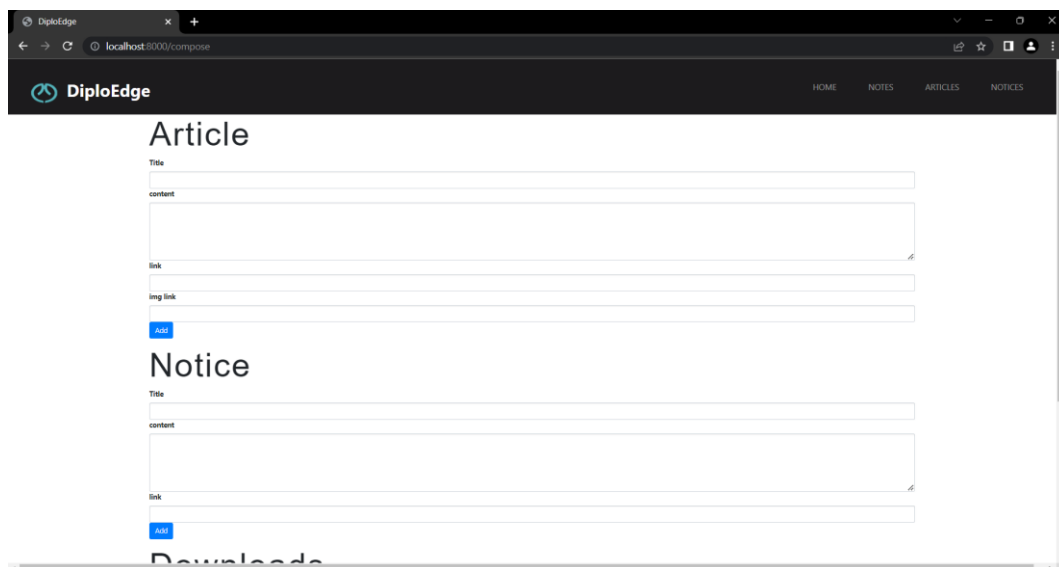 DiploEdge
localhost:8000/compose
DiploEdge HOME NOTES ARTICLES NOTICES
Article
Title
content
link
img link
Add
Notice
Title
content
link
Add
Downloads